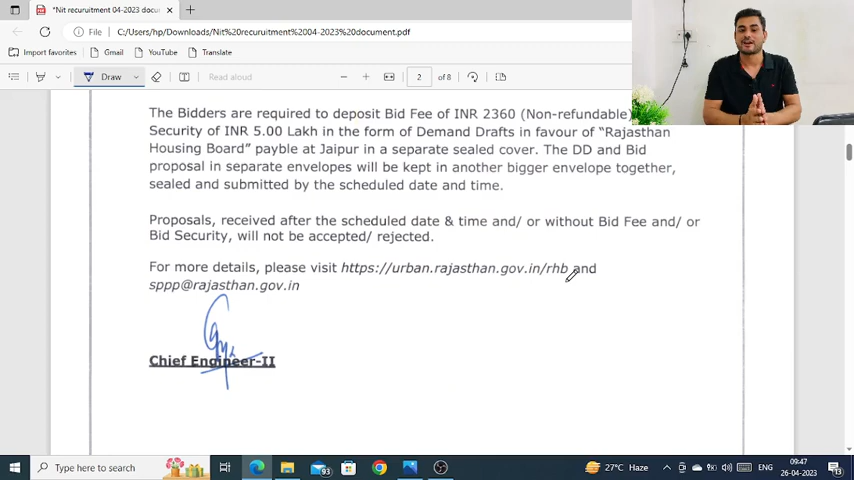 *Nit recuruitment 04-2023 docum
File
C:/Users/hp/Downloads/Nit%20recruitment%2004-2023%20document.pdf
Import favorites
Gmail
YouTube
Translate
Draw
Read aloud
2 of 8
The Bidders are required to deposit Bid Fee of INR 2360 (Non-refundable)
Security of INR 5.00 Lakh in the form of Demand Drafts in favour of "Rajasthan
Housing Board" payble at Jaipur in a separate sealed cover. The DD and Bid
proposal in separate envelopes will be kept in another bigger envelope together,
sealed and submitted by the scheduled date and time.
Proposals, received after the scheduled date & time and/ or without Bid Fee and/ or
Bid Security, will not be accepted/ rejected.
For more details, please visit https://urban.rajasthan.gov.in/rhb and
sppp@rajasthan.gov.in
Chief Engineer-II
Type here to search
93
27°C Haze
ENG
09:47
26-04-2023
13